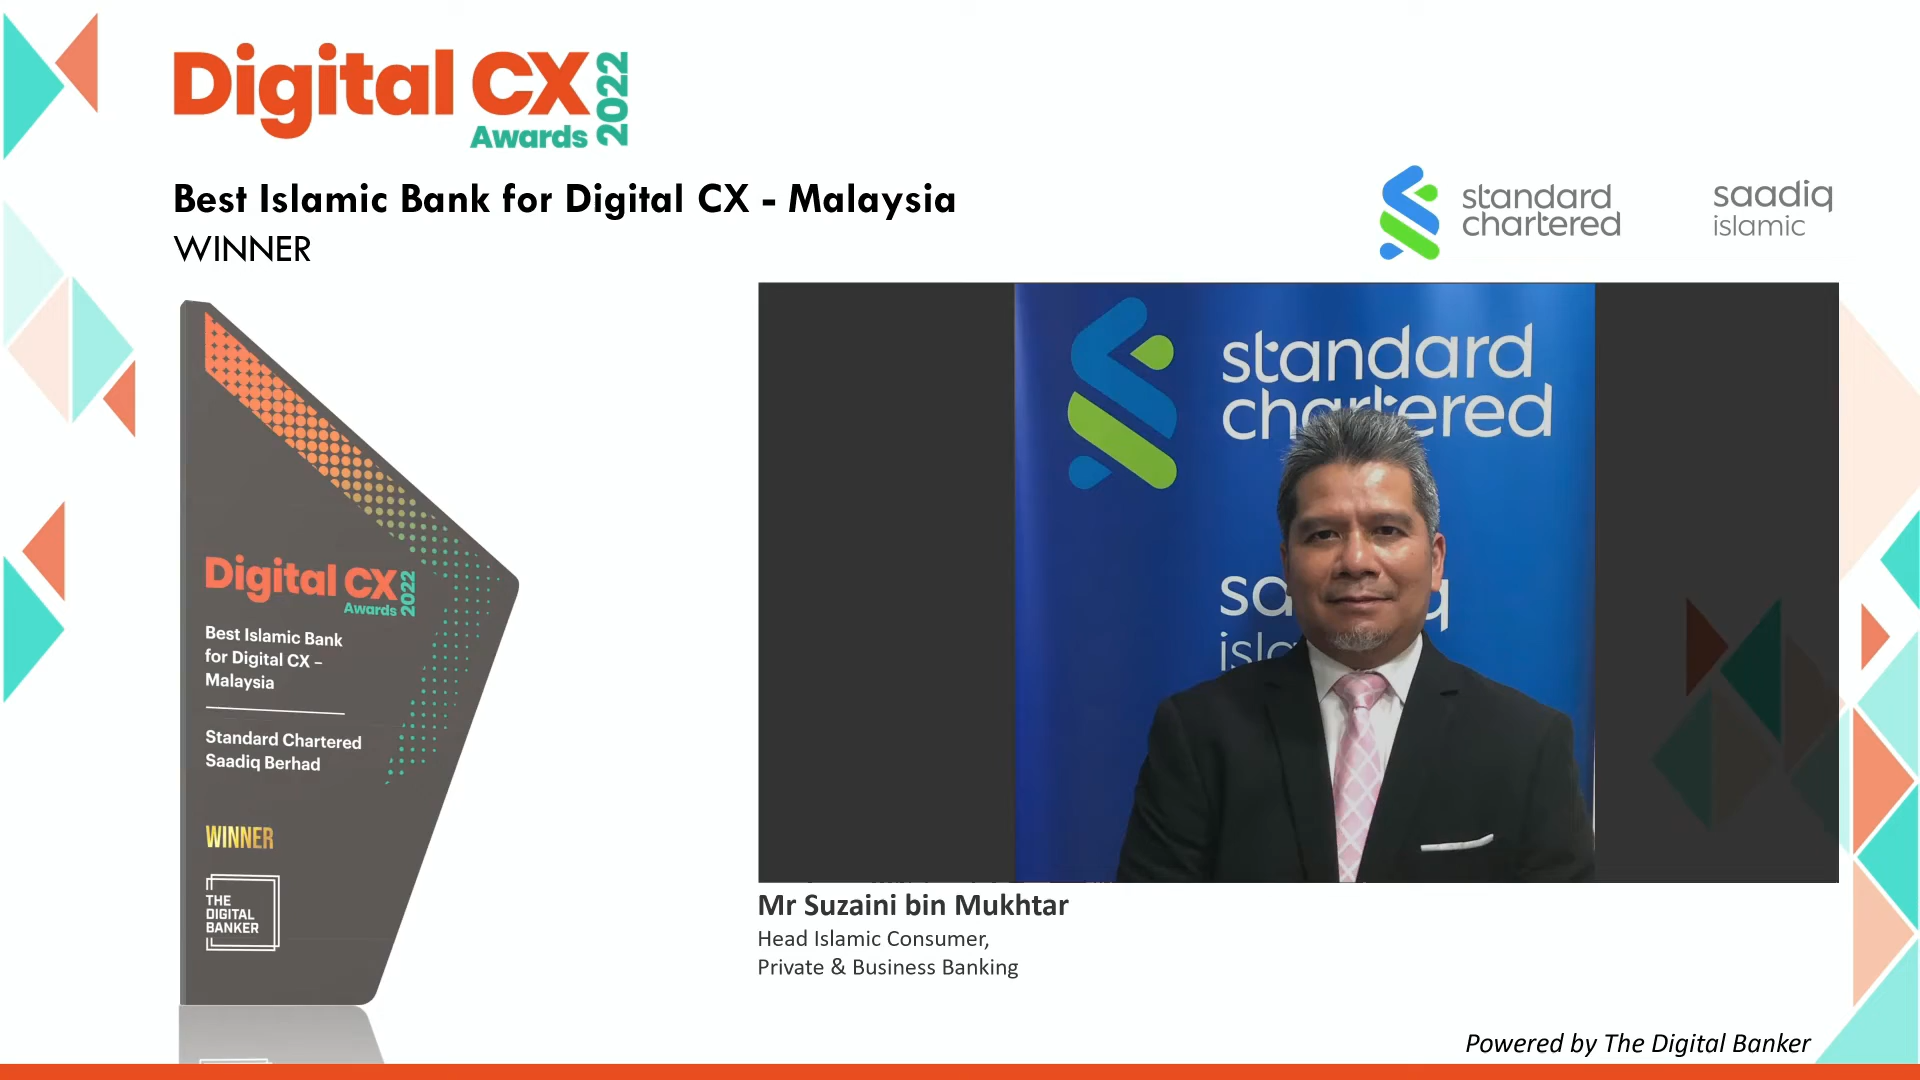 Digital CX
Awards 2022
Best Islamic Bank for Digital CX - Malaysia
WINNER
standard
chartered
saadiq
islamic
Digital CX
Awards 2022
Best Islamic Bank
for Digital CX –
Malaysia
Standard Chartered
Saadiq Berhad
WINNER
THE
DIGITAL
BANKER
standard
chartered
Mr Suzaini bin Mukhtar
Head Islamic Consumer,
Private & Business Banking
Powered by The Digital Banker